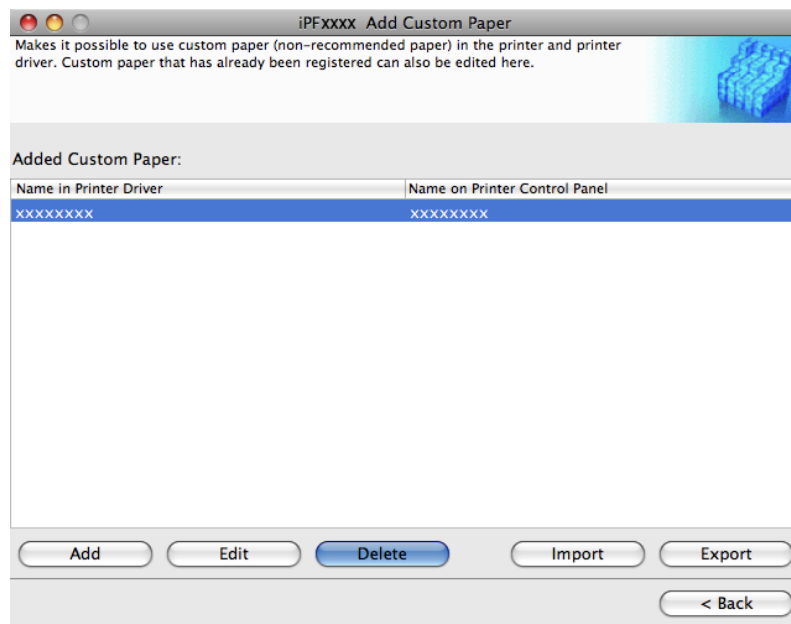 iPFxxxx Add Custom Paper
Makes it possible to use custom paper (non-recommended paper) in the printer and printer
driver. Custom paper that has already been registered can also be edited here.
Added Custom Paper:
Name in Printer Driver Name on Printer Control Panel
xxxxxxxx xxxxxxxx
Add Edit Delete Import Export
< Back